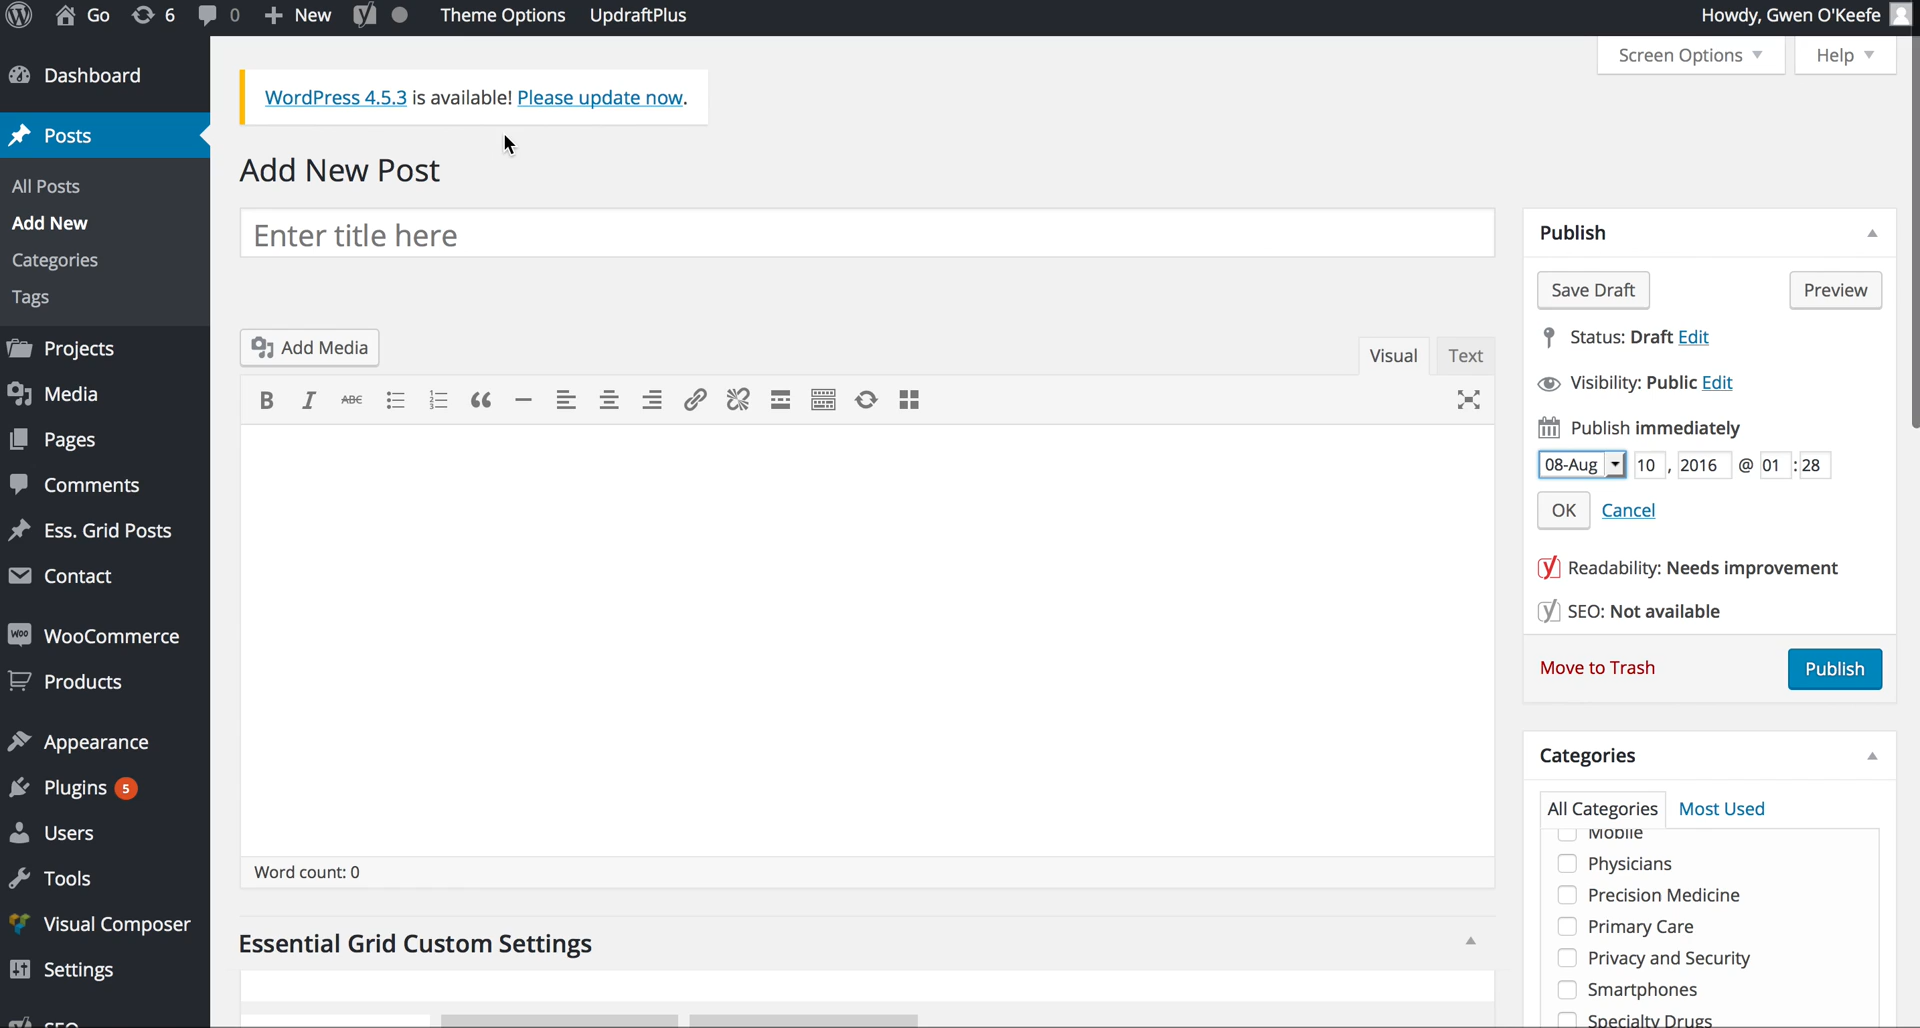 Go 6 0 New Theme Options UpdraftPlus Howdy, Gwen O'Keefe
Screen Options Help
Dashboard
Posts
All Posts
Add New
Categories
Tags
Projects
Media
Pages
Comments
Ess. Grid Posts
Contact
WooCommerce
Products
Appearance
Plugins 5
Users
Tools
Visual Composer
Settings
SEO
WordPress 4.5.3 is available! Please update now.
Add New Post
Enter title here
Add Media
Visual Text
B I ABC
Word count: 0
Essential Grid Custom Settings
Publish
Save Draft Preview
Status: Draft Edit
Visibility: Public Edit
Publish immediately
08-Aug 10 , 2016 @ 01 : 28
OK Cancel
Readability: Needs improvement
SEO: Not available
Move to Trash Publish
Categories
All Categories Most Used
Mobile
Physicians
Precision Medicine
Primary Care
Privacy and Security
Smartphones
Specialty Drugs